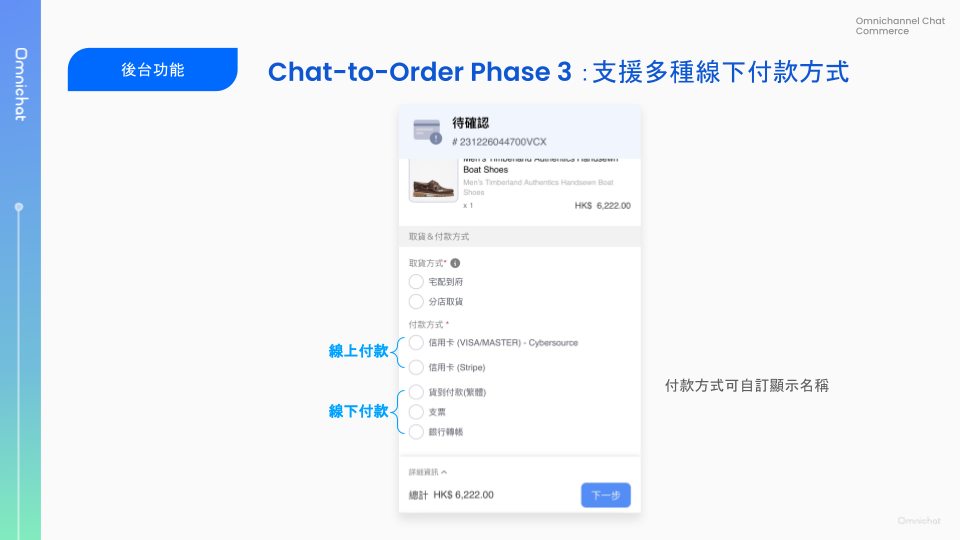 Omnichannel Chat
Commerce
Omnichat
後台功能
Chat-to-Order Phase 3 : 支援多種線下付款方式
待確認
# 231226044700VCX
Men's Timberland Authentics Handsewn
Boat Shoes
Men's Timberland Authentics Handsewn Boat
Shoes
x 1
HK$ 6,222.00
取貨＆付款方式
取貨方式*
宅配到府
分店取貨
付款方式 *
線上付款
信用卡 (VISA/MASTER) - Cybersource
信用卡 (Stripe)
線下付款
貨到付款(繁體)
支票
銀行轉帳
付款方式可自訂顯示名稱
詳細資訊
總計 HK$ 6,222.00
下一步
Omnichat